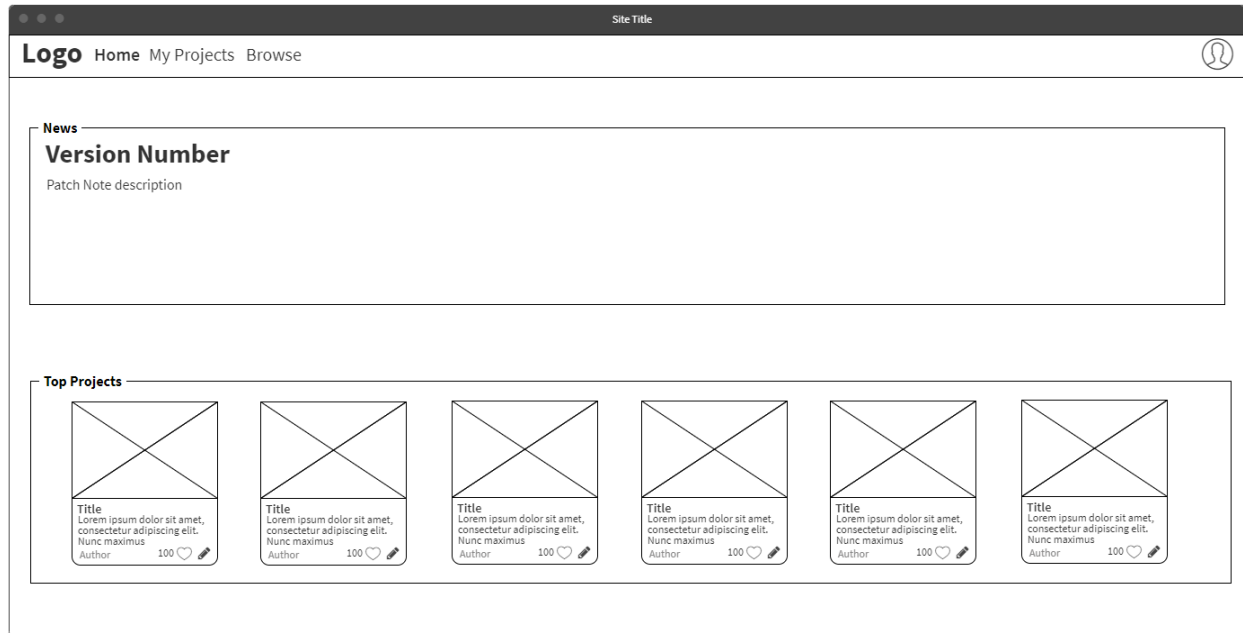 Site Title
Logo Home My Projects Browse
News
Version Number
Patch Note description
Top Projects
Title
Lorem ipsum dolor sit amet,
consectetur adipiscing elit.
Nunc maximus
Author 100
Title
Lorem ipsum dolor sit amet,
consectetur adipiscing elit.
Nunc maximus
Author 100
Title
Lorem ipsum dolor sit amet,
consectetur adipiscing elit.
Nunc maximus
Author 100
Title
Lorem ipsum dolor sit amet,
consectetur adipiscing elit.
Nunc maximus
Author 100
Title
Lorem ipsum dolor sit amet,
consectetur adipiscing elit.
Nunc maximus
Author 100
Title
Lorem ipsum dolor sit amet,
consectetur adipiscing elit.
Nunc maximus
Author 100